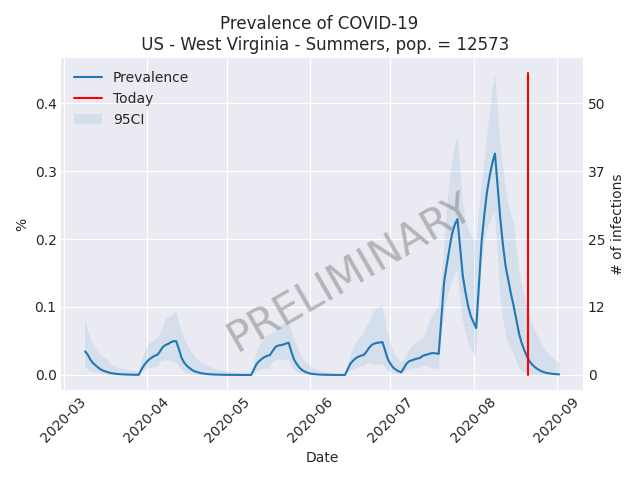 Prevalence of COVID-19
US - West Virginia - Summers, pop. = 12573
Prevalence
Today
95CI
PRELIMINARY
%
0.4
0.3
0.2
0.1
0.0
50
37
25
12
0
# of infections
2020-03
2020-04
2020-05
2020-06
2020-07
2020-08
2020-09
Date